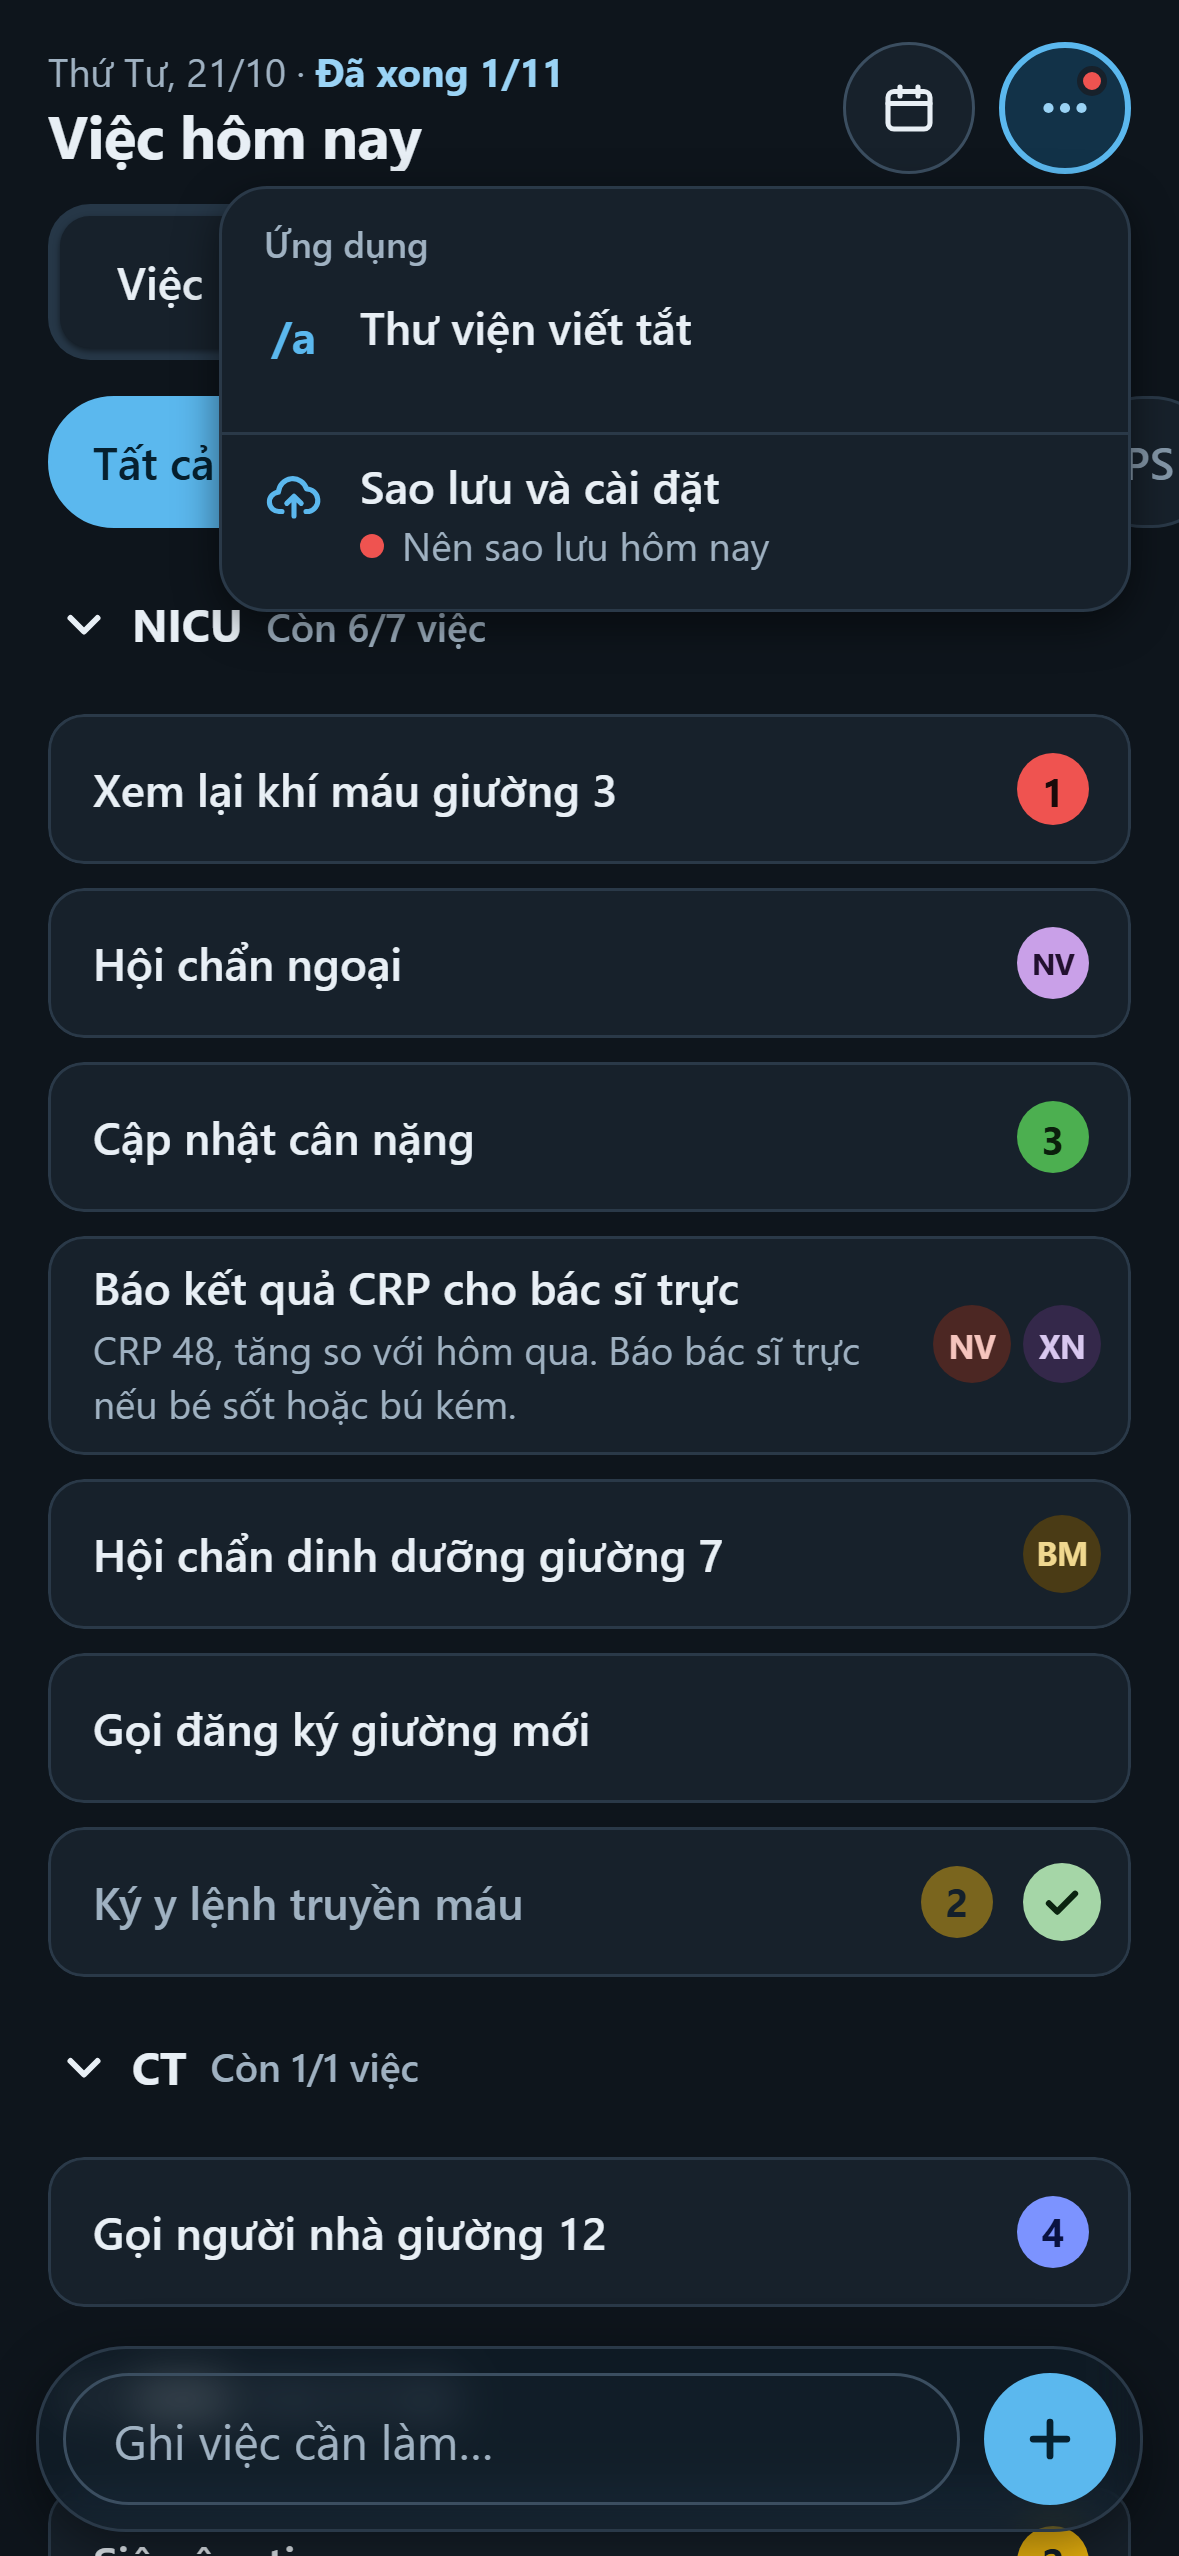 Thứ Tư, 21/10 · Đã xong 1/11
Việc hôm nay
Việc
Ứng dụng
/a Thư viện viết tắt
Tất cả
PS
Sao lưu và cài đặt
Nên sao lưu hôm nay
NICU Còn 6/7 việc
Xem lại khí máu giường 3 1
Hội chẩn ngoại NV
Cập nhật cân nặng 3
Báo kết quả CRP cho bác sĩ trực
CRP 48, tăng so với hôm qua. Báo bác sĩ trực
nếu bé sốt hoặc bú kém.
NV XN
Hội chẩn dinh dưỡng giường 7 BM
Gọi đăng ký giường mới
Ký y lệnh truyền máu 2
CT Còn 1/1 việc
Gọi người nhà giường 12 4
Ghi việc cần làm...